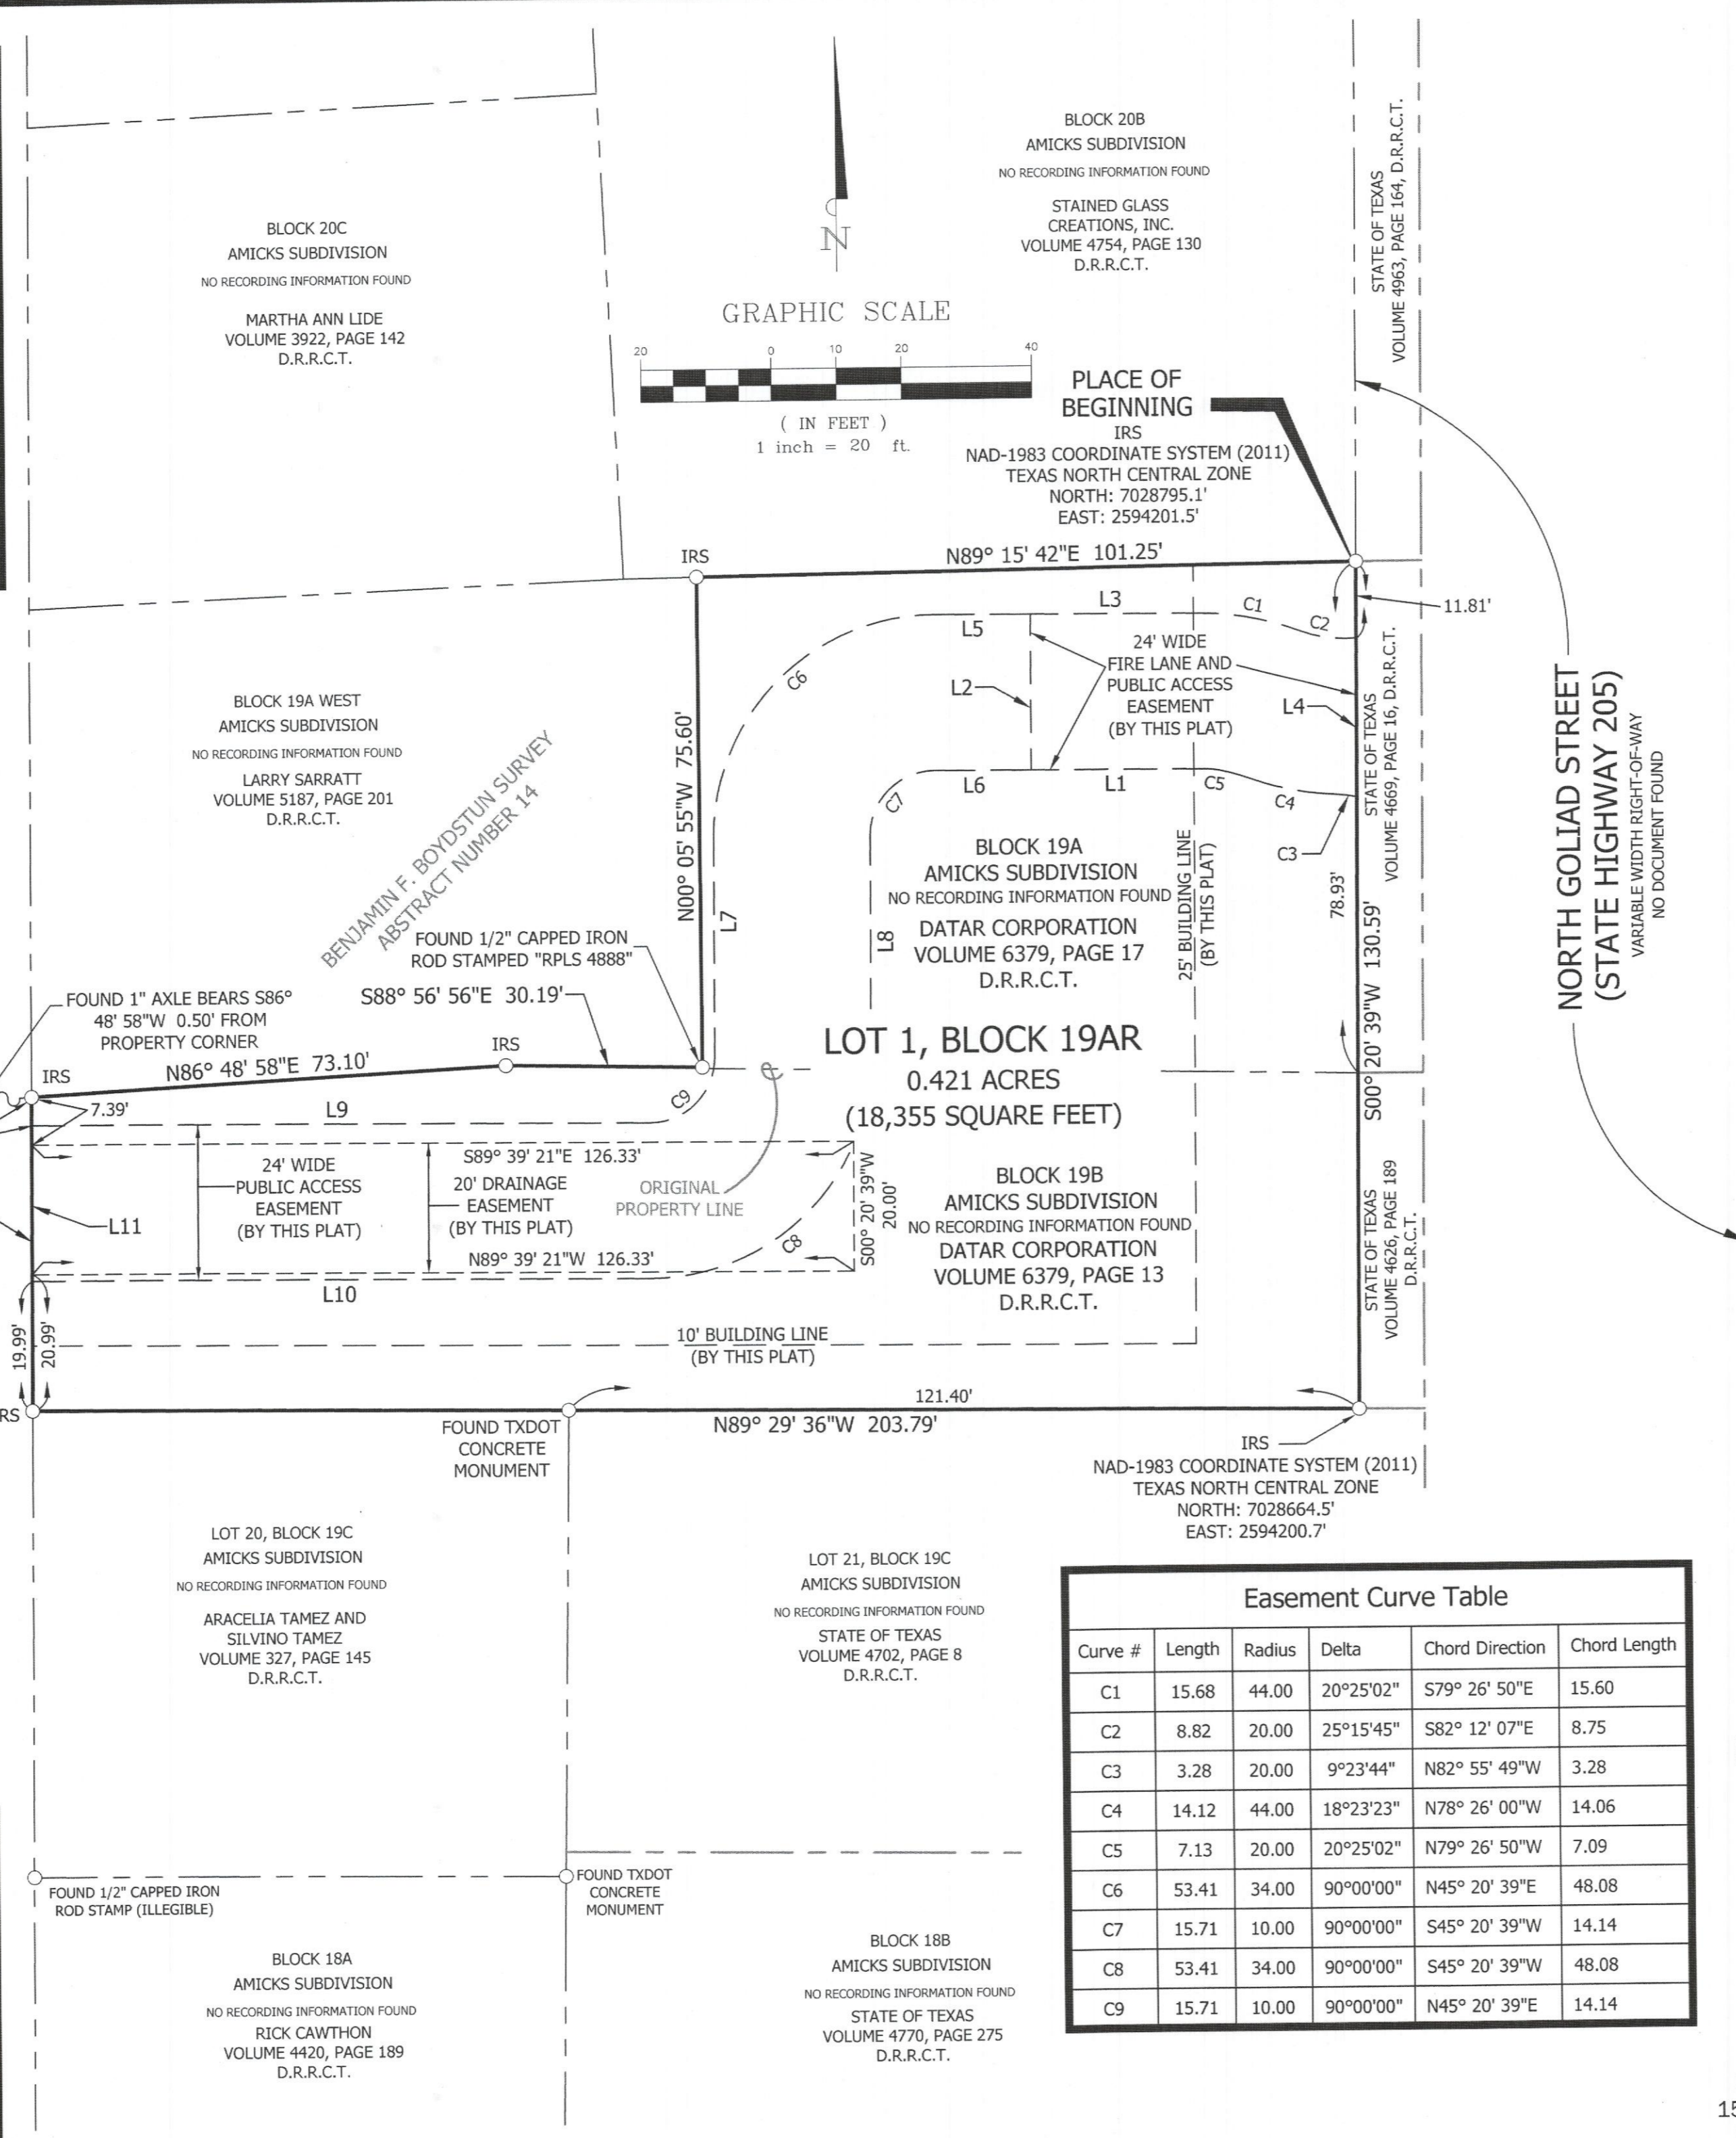 BLOCK 20C
AMICKS SUBDIVISION
NO RECORDING INFORMATION FOUND
MARTHA ANN LIDE
VOLUME 3922, PAGE 142
D.R.R.C.T.
N
BLOCK 20B
AMICKS SUBDIVISION
NO RECORDING INFORMATION FOUND
STAINED GLASS
CREATIONS, INC.
VOLUME 4754, PAGE 130
D.R.R.C.T.
STATE OF TEXAS
VOLUME 4963, PAGE 164, D.R.R.C.T.
GRAPHIC SCALE
20 0 10 20 40
( IN FEET )
1 inch = 20 ft.
PLACE OF
BEGINNING
IRS
NAD-1983 COORDINATE SYSTEM (2011)
TEXAS NORTH CENTRAL ZONE
NORTH: 7028795.1'
EAST: 2594201.5'
IRS
N89° 15' 42"E 101.25'
11.81'
L3
C1
C2
L5
24' WIDE
FIRE LANE AND
PUBLIC ACCESS
EASEMENT
(BY THIS PLAT)
C6
L2
L4
STATE OF TEXAS
VOLUME 4669, PAGE 16, D.R.R.C.T.
NORTH GOLIAD STREET
(STATE HIGHWAY 205)
VARIABLE WIDTH RIGHT-OF-WAY
NO DOCUMENT FOUND
BLOCK 19A WEST
AMICKS SUBDIVISION
NO RECORDING INFORMATION FOUND
LARRY SARRATT
VOLUME 5187, PAGE 201
D.R.R.C.T.
BENJAMIN F. BOYDSTUN SURVEY
ABSTRACT NUMBER 14
N00° 05' 55"W 75.60'
L7
C7
L6
L1
C5
C4
C3
L8
BLOCK 19A
AMICKS SUBDIVISION
NO RECORDING INFORMATION FOUND
DATAR CORPORATION
VOLUME 6379, PAGE 17
D.R.R.C.T.
25' BUILDING LINE
(BY THIS PLAT)
78.93'
S00° 20' 39"W 130.59'
FOUND 1/2" CAPPED IRON
ROD STAMPED "RPLS 4888"
S88° 56' 56"E 30.19'
FOUND 1" AXLE BEARS S86°
48' 58"W 0.50' FROM
PROPERTY CORNER
IRS
N86° 48' 58"E 73.10'
IRS
LOT 1, BLOCK 19AR
0.421 ACRES
(18,355 SQUARE FEET)
7.39'
L9
C9
S89° 39' 21"E 126.33'
24' WIDE
PUBLIC ACCESS
EASEMENT
(BY THIS PLAT)
20' DRAINAGE
EASEMENT
(BY THIS PLAT)
ORIGINAL
PROPERTY LINE
S00° 20' 39"W
20.00'
L11
N89° 39' 21"W 126.33'
C8
L10
BLOCK 19B
AMICKS SUBDIVISION
NO RECORDING INFORMATION FOUND
DATAR CORPORATION
VOLUME 6379, PAGE 13
D.R.R.C.T.
STATE OF TEXAS
VOLUME 4626, PAGE 189
D.R.R.C.T.
19.99'
20.99'
10' BUILDING LINE
(BY THIS PLAT)
RS
121.40'
N89° 29' 36"W 203.79'
FOUND TXDOT
CONCRETE
MONUMENT
IRS
NAD-1983 COORDINATE SYSTEM (2011)
TEXAS NORTH CENTRAL ZONE
NORTH: 7028664.5'
EAST: 2594200.7'
LOT 20, BLOCK 19C
AMICKS SUBDIVISION
NO RECORDING INFORMATION FOUND
ARACELIA TAMEZ AND
SILVINO TAMEZ
VOLUME 327, PAGE 145
D.R.R.C.T.
LOT 21, BLOCK 19C
AMICKS SUBDIVISION
NO RECORDING INFORMATION FOUND
STATE OF TEXAS
VOLUME 4702, PAGE 8
D.R.R.C.T.
FOUND 1/2" CAPPED IRON
ROD STAMP (ILLEGIBLE)
FOUND TXDOT
CONCRETE
MONUMENT
BLOCK 18A
AMICKS SUBDIVISION
NO RECORDING INFORMATION FOUND
RICK CAWTHON
VOLUME 4420, PAGE 189
D.R.R.C.T.
BLOCK 18B
AMICKS SUBDIVISION
NO RECORDING INFORMATION FOUND
STATE OF TEXAS
VOLUME 4770, PAGE 275
D.R.R.C.T.
Easement Curve Table
Curve # Length Radius Delta Chord Direction Chord Length
C1 15.68 44.00 20°25'02" S79° 26' 50"E 15.60
C2 8.82 20.00 25°15'45" S82° 12' 07"E 8.75
C3 3.28 20.00 9°23'44" N82° 55' 49"W 3.28
C4 14.12 44.00 18°23'23" N78° 26' 00"W 14.06
C5 7.13 20.00 20°25'02" N79° 26' 50"W 7.09
C6 53.41 34.00 90°00'00" N45° 20' 39"E 48.08
C7 15.71 10.00 90°00'00" S45° 20' 39"W 14.14
C8 53.41 34.00 90°00'00" S45° 20' 39"W 48.08
C9 15.71 10.00 90°00'00" N45° 20' 39"E 14.14
15